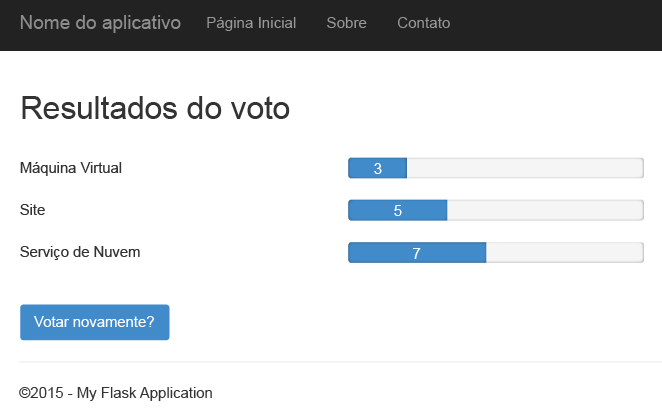 Nome do aplicativo Página Inicial Sobre Contato
Resultados do voto
Máquina Virtual 3
Site 5
Serviço de Nuvem 7
Votar novamente?
©2015 - My Flask Application